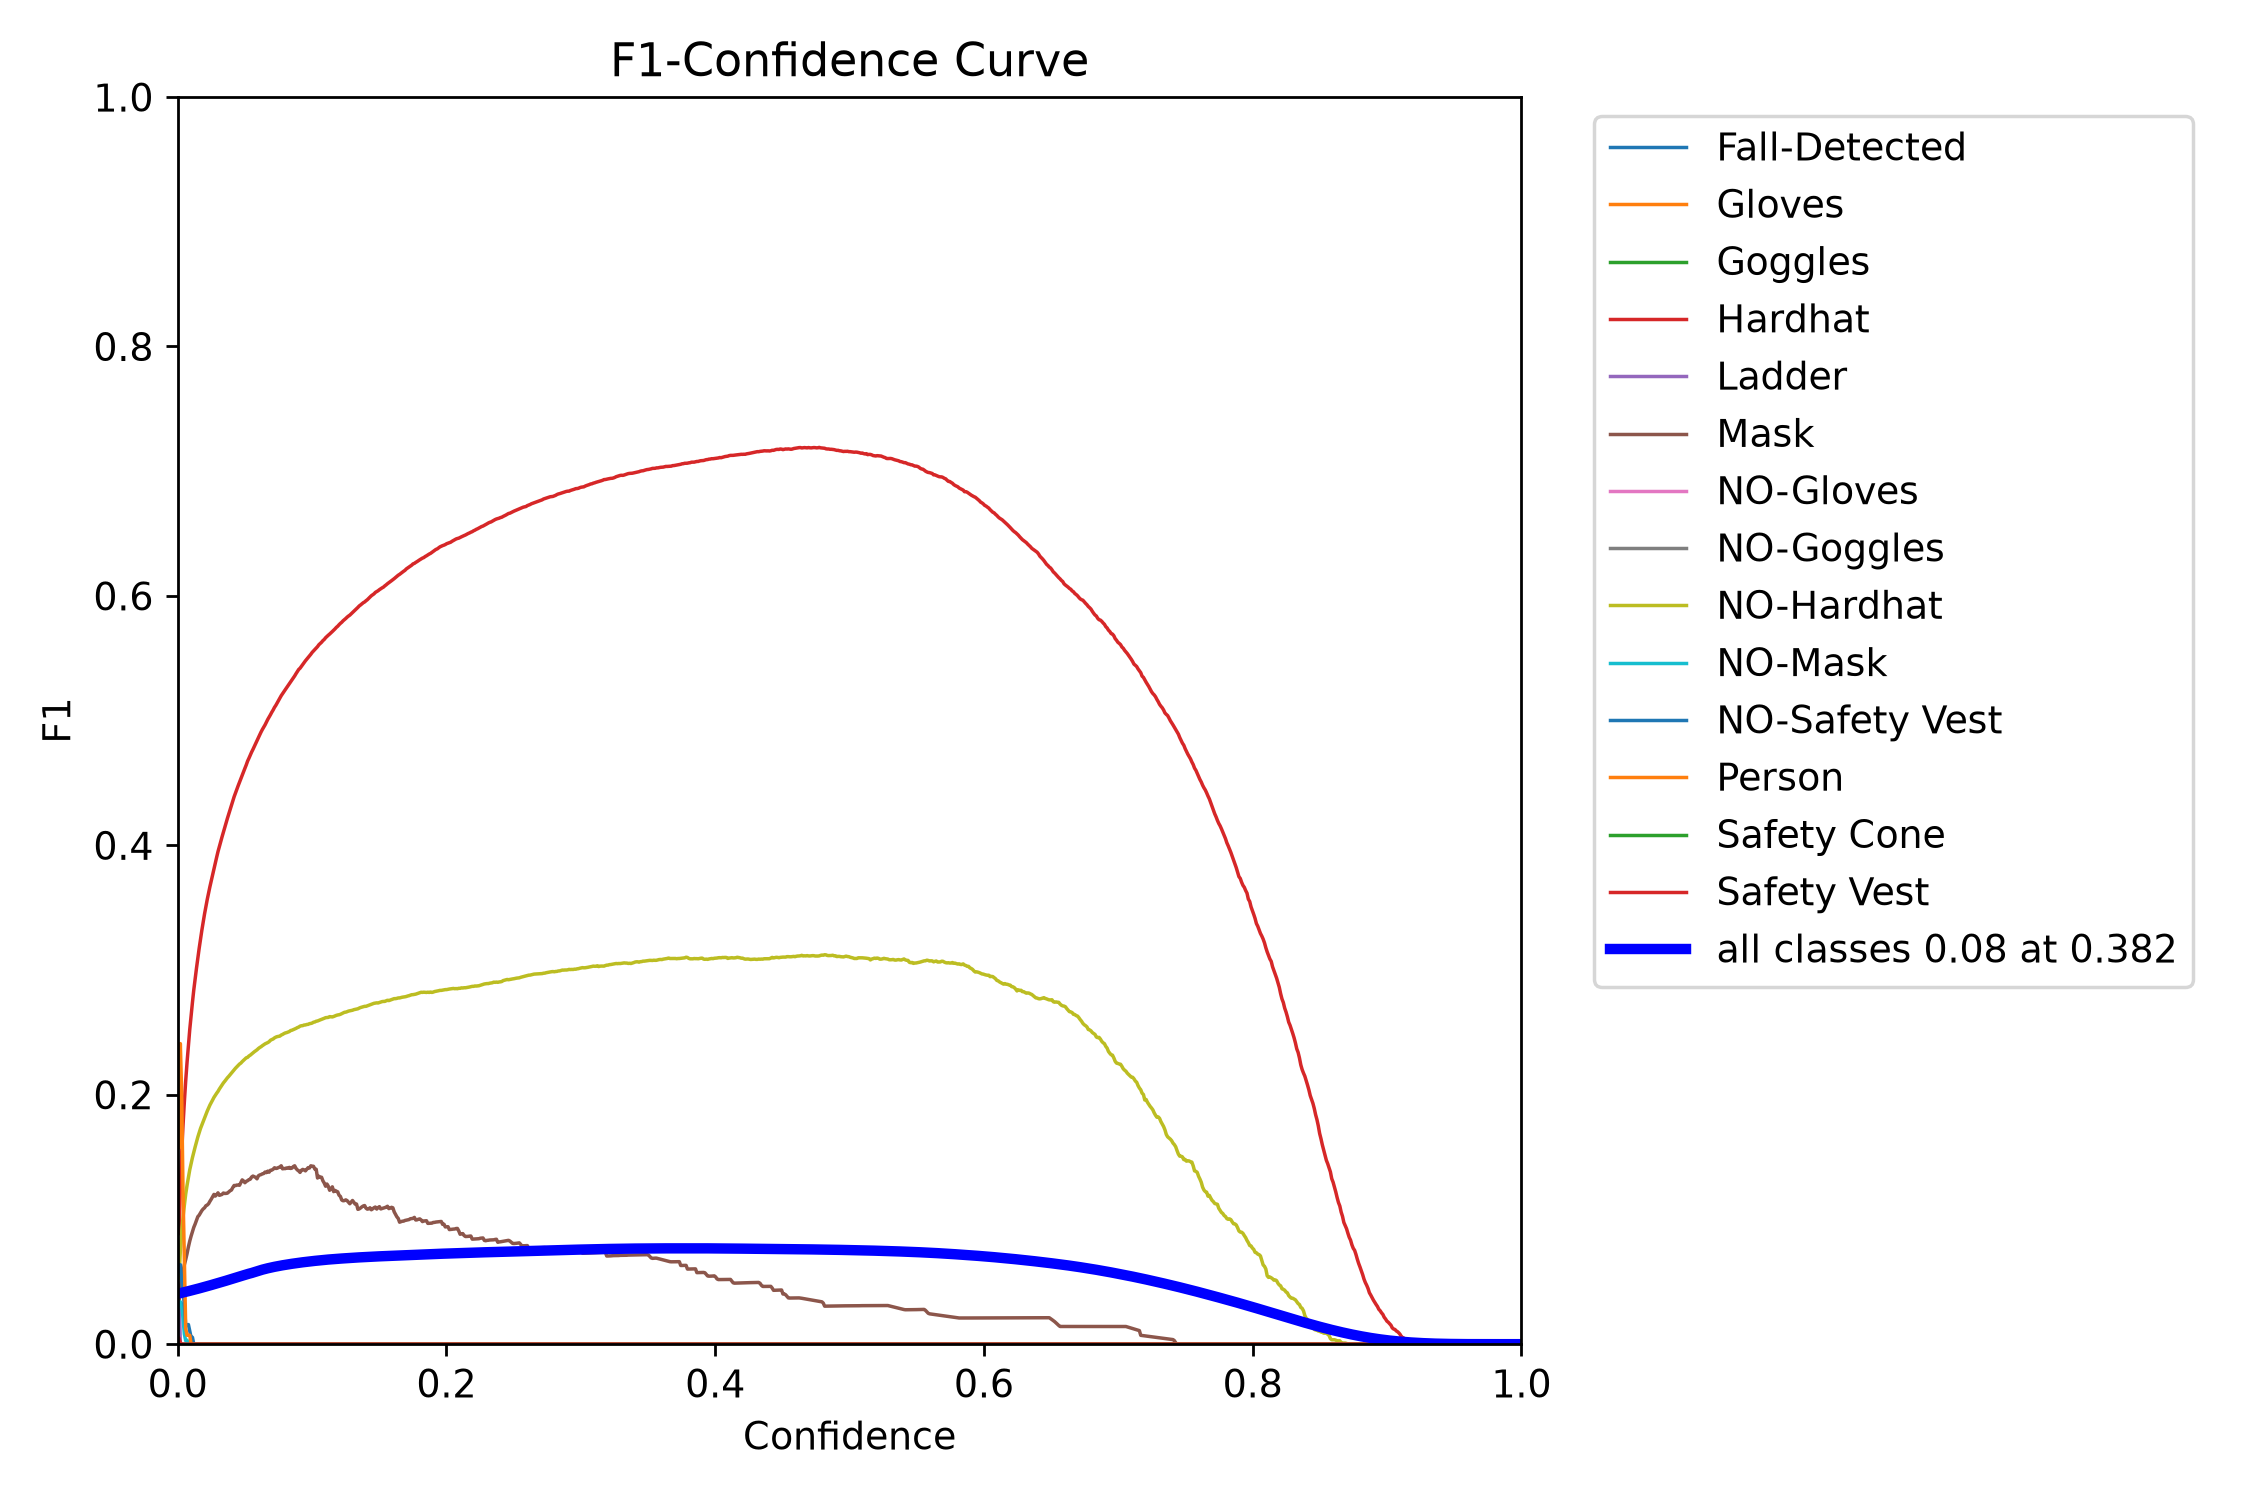 F1-Confidence Curve
1.0
0.8
0.6
0.4
0.2
0.0
F1
0.0 0.2 0.4 0.6 0.8 1.0
Confidence
Fall-Detected
Gloves
Goggles
Hardhat
Ladder
Mask
NO-Gloves
NO-Goggles
NO-Hardhat
NO-Mask
NO-Safety Vest
Person
Safety Cone
Safety Vest
all classes 0.08 at 0.382